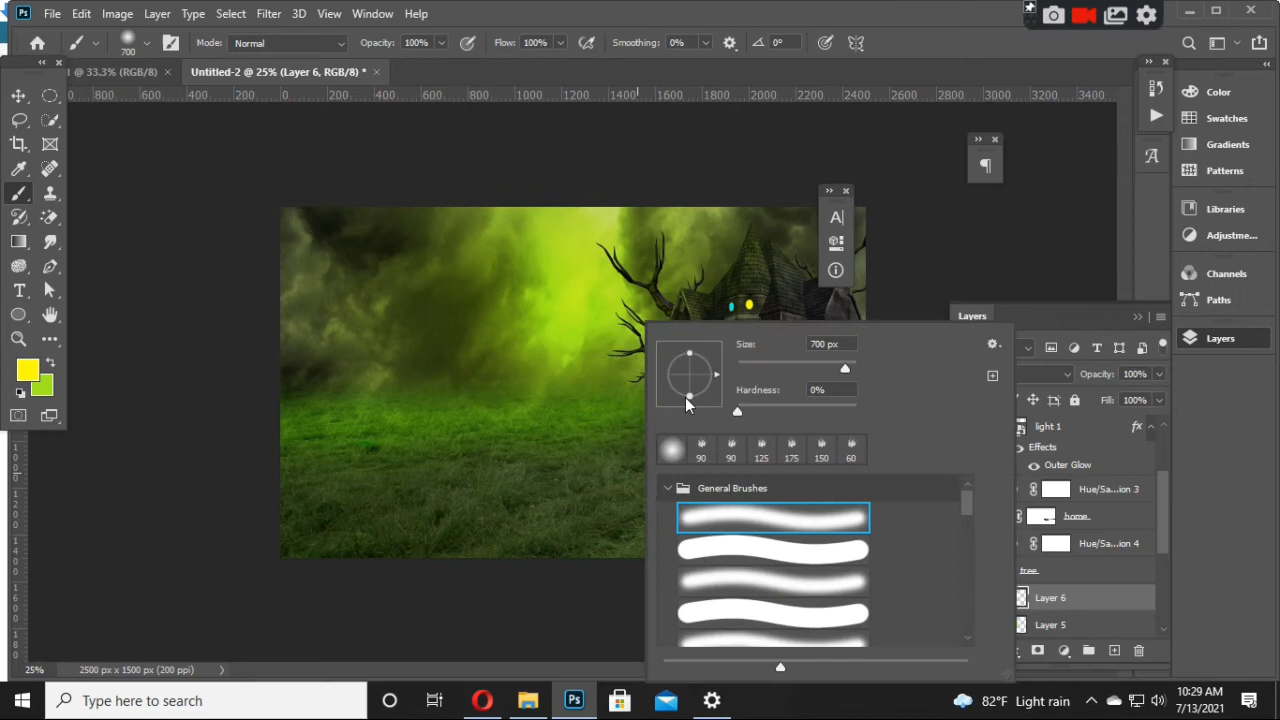 Ps File Edit Image Layer Type Select Filter 3D View Window Help
700 Mode: Normal Opacity: 100% Flow: 100% Smoothing: 0% 0°
@ 33.3% (RGB/8) × Untitled-2 @ 25% (Layer 6, RGB/8) * ×
800 600 400 200 0 200 400 600 800 1000 1200 1400 1600 1800 2000 2200 2400 2600 2800 3000 3200 3400
Color
Swatches
Gradients
Patterns
Libraries
Adjustme...
Channels
Paths
Layers
Layers
Opacity: 100%
Fill: 100%
light 1 fx
Effects
Outer Glow
Hue/Sa...ion 3
home
Hue/Sa...ion 4
tree
Layer 6
Layer 5
Size: 700 px
Hardness: 0%
90 90 125 175 150 60
General Brushes
25% 2500 px x 1500 px (200 ppi)
Type here to search
Ps
82°F Light rain
10:29 AM
7/13/2021